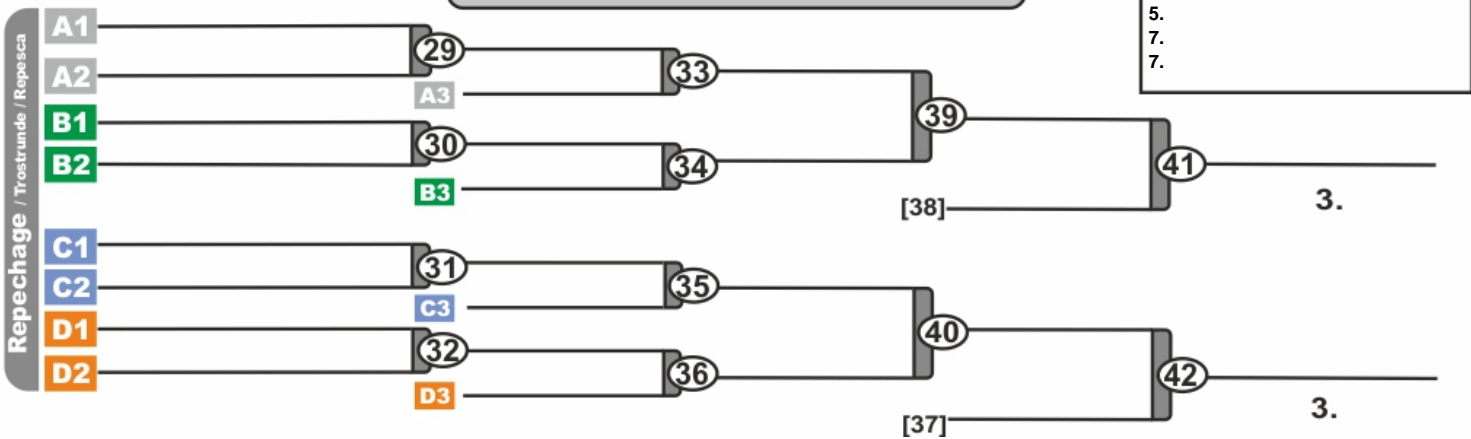 5.
7.
7.
Repechage / Trostrunde / Repesca
A1
A2
29
A3
33
B1
B2
30
B3
34
39
[38]
41
3.
C1
C2
31
C3
35
D1
D2
32
D3
36
40
[37]
42
3.